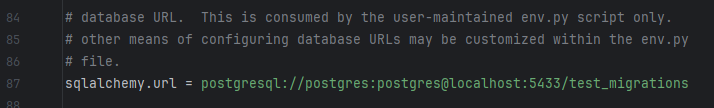 84 # database URL.  This is consumed by the user-maintained env.py script only.
85 # other means of configuring database URLs may be customized within the env.py
86 # file.
87 sqlalchemy.url = postgresql://postgres:postgres@localhost:5433/test_migrations
88